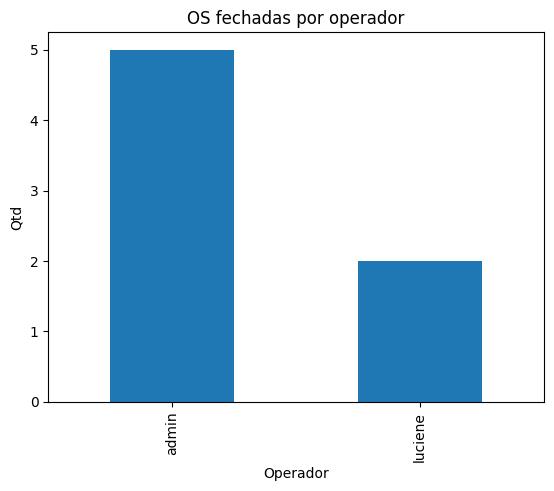 OS fechadas por operador
5
4
3
2
1
0
Qtd
admin
luciene
Operador